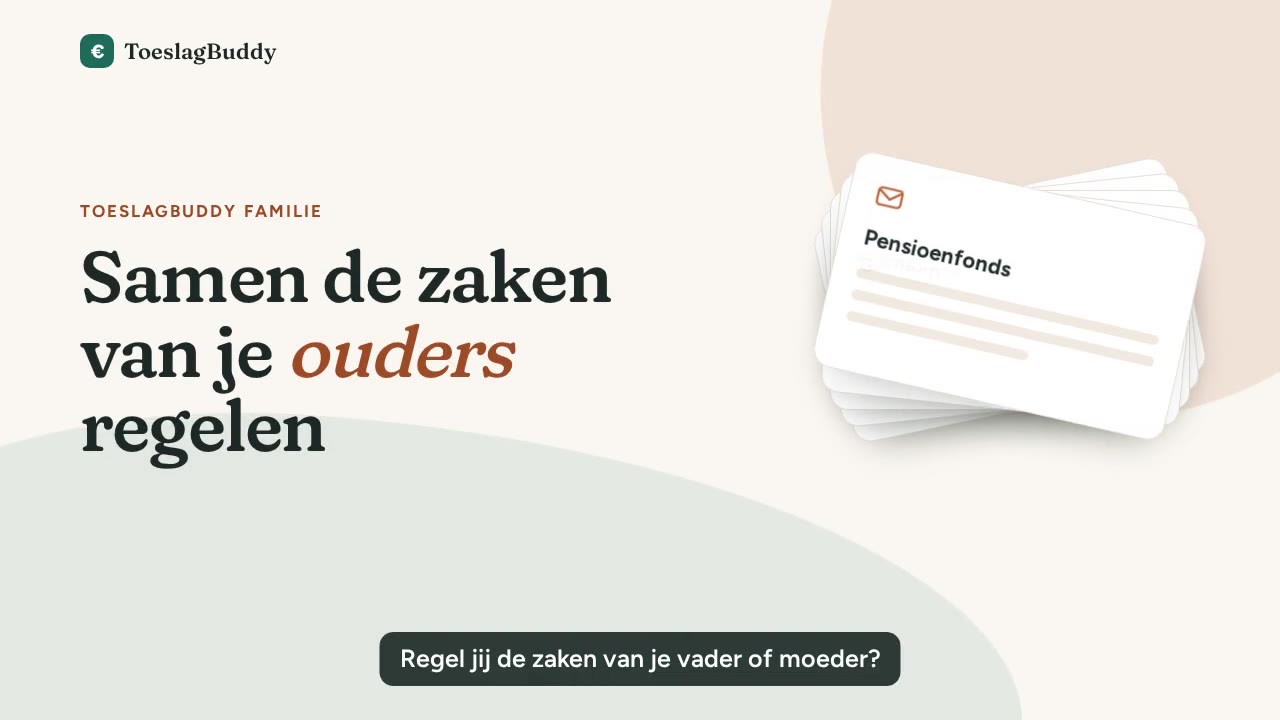 € ToeslagBuddy
TOESLAGBUDDY FAMILIE
Samen de zaken
van je ouders
regelen
Pensioenfonds
Regel jij de zaken van je vader of moeder?